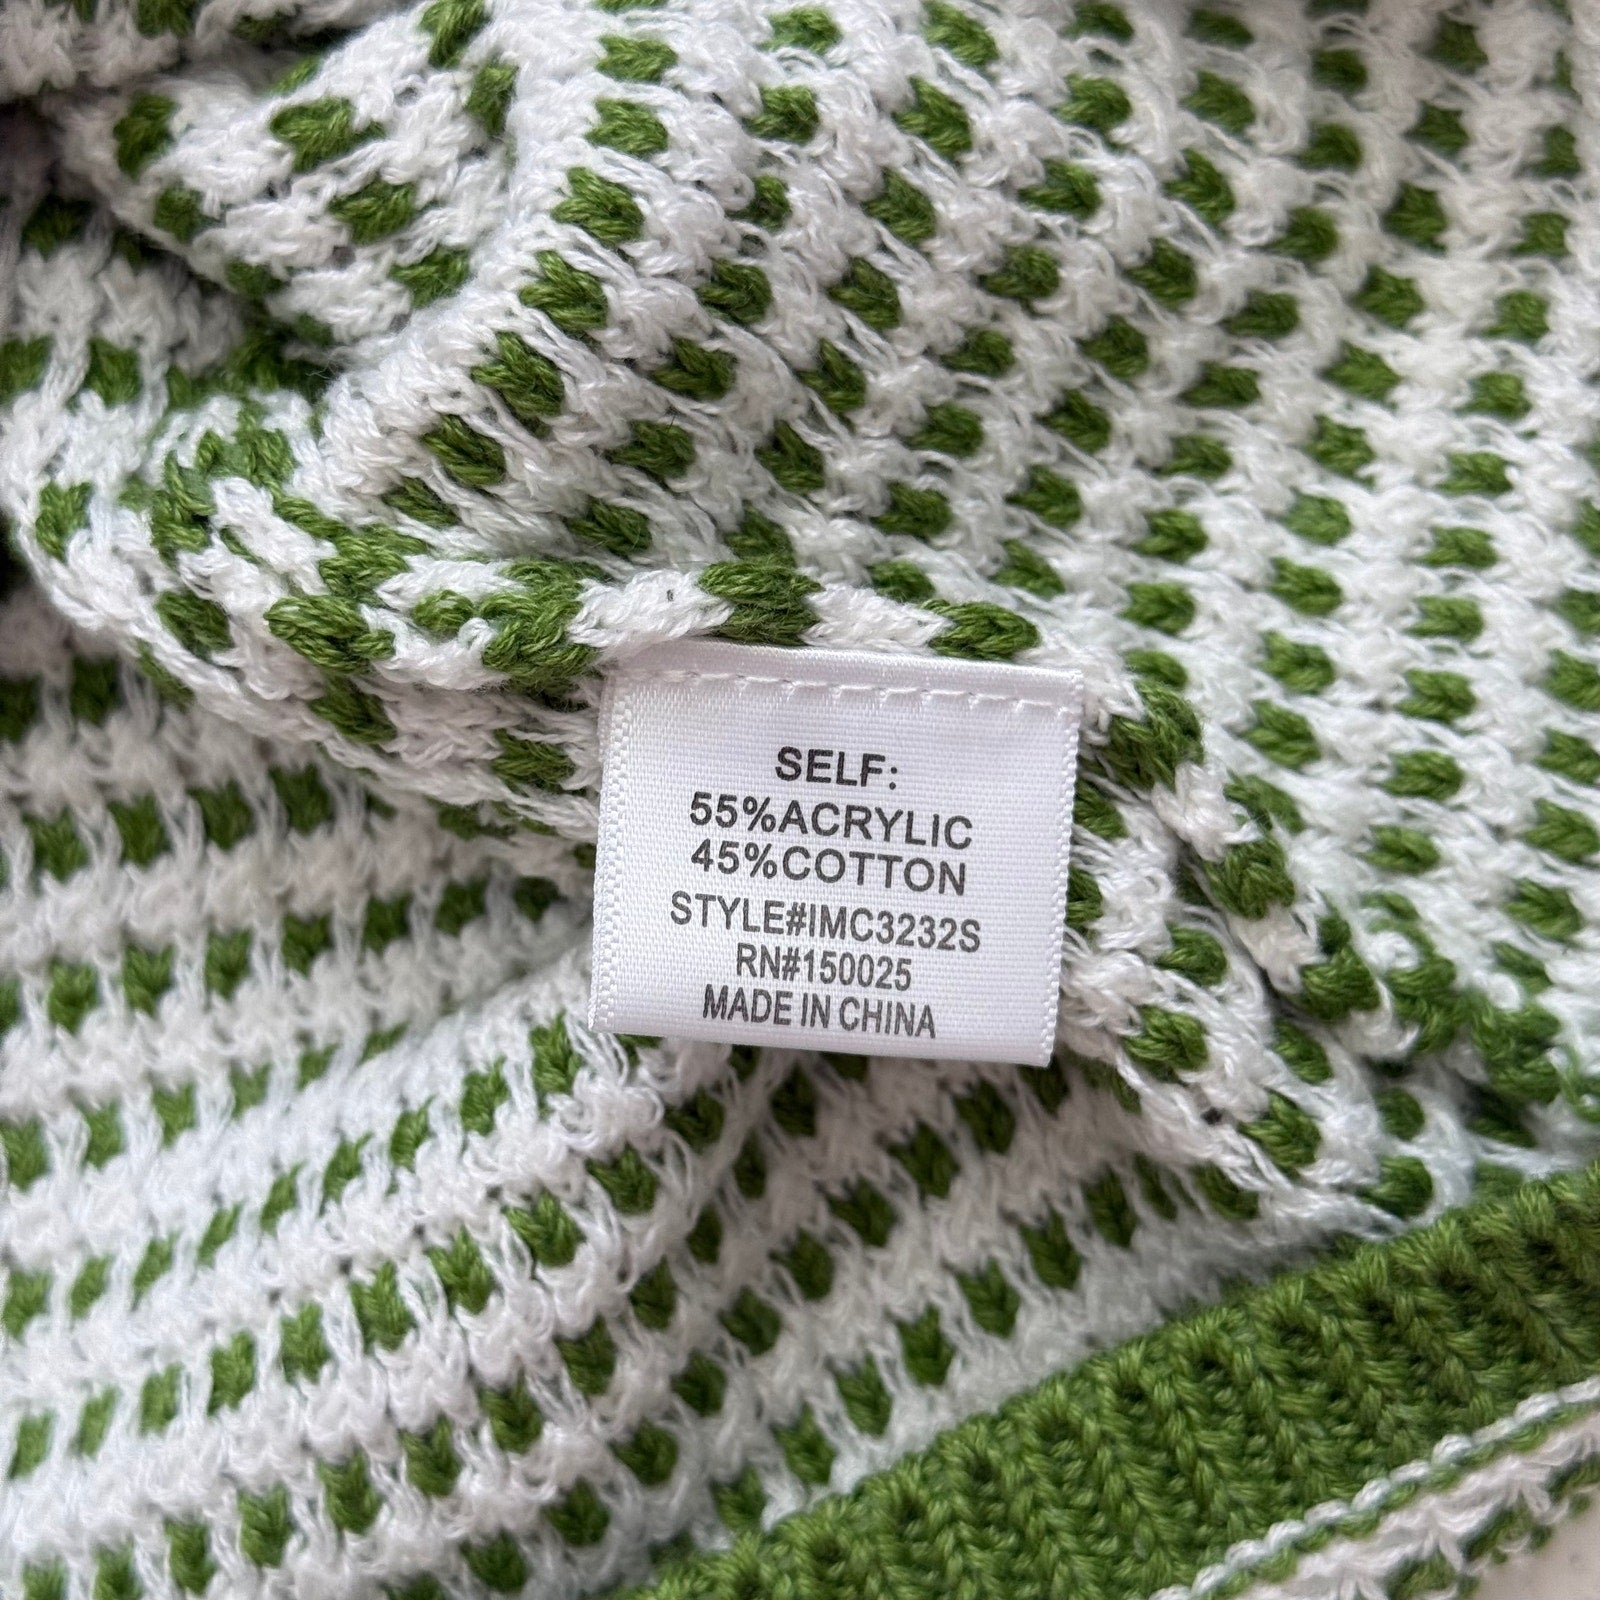 SELF:
55%ACRYLIC
45%COTTON
STYLE#IMC3232S
RN#150025
MADE IN CHINA